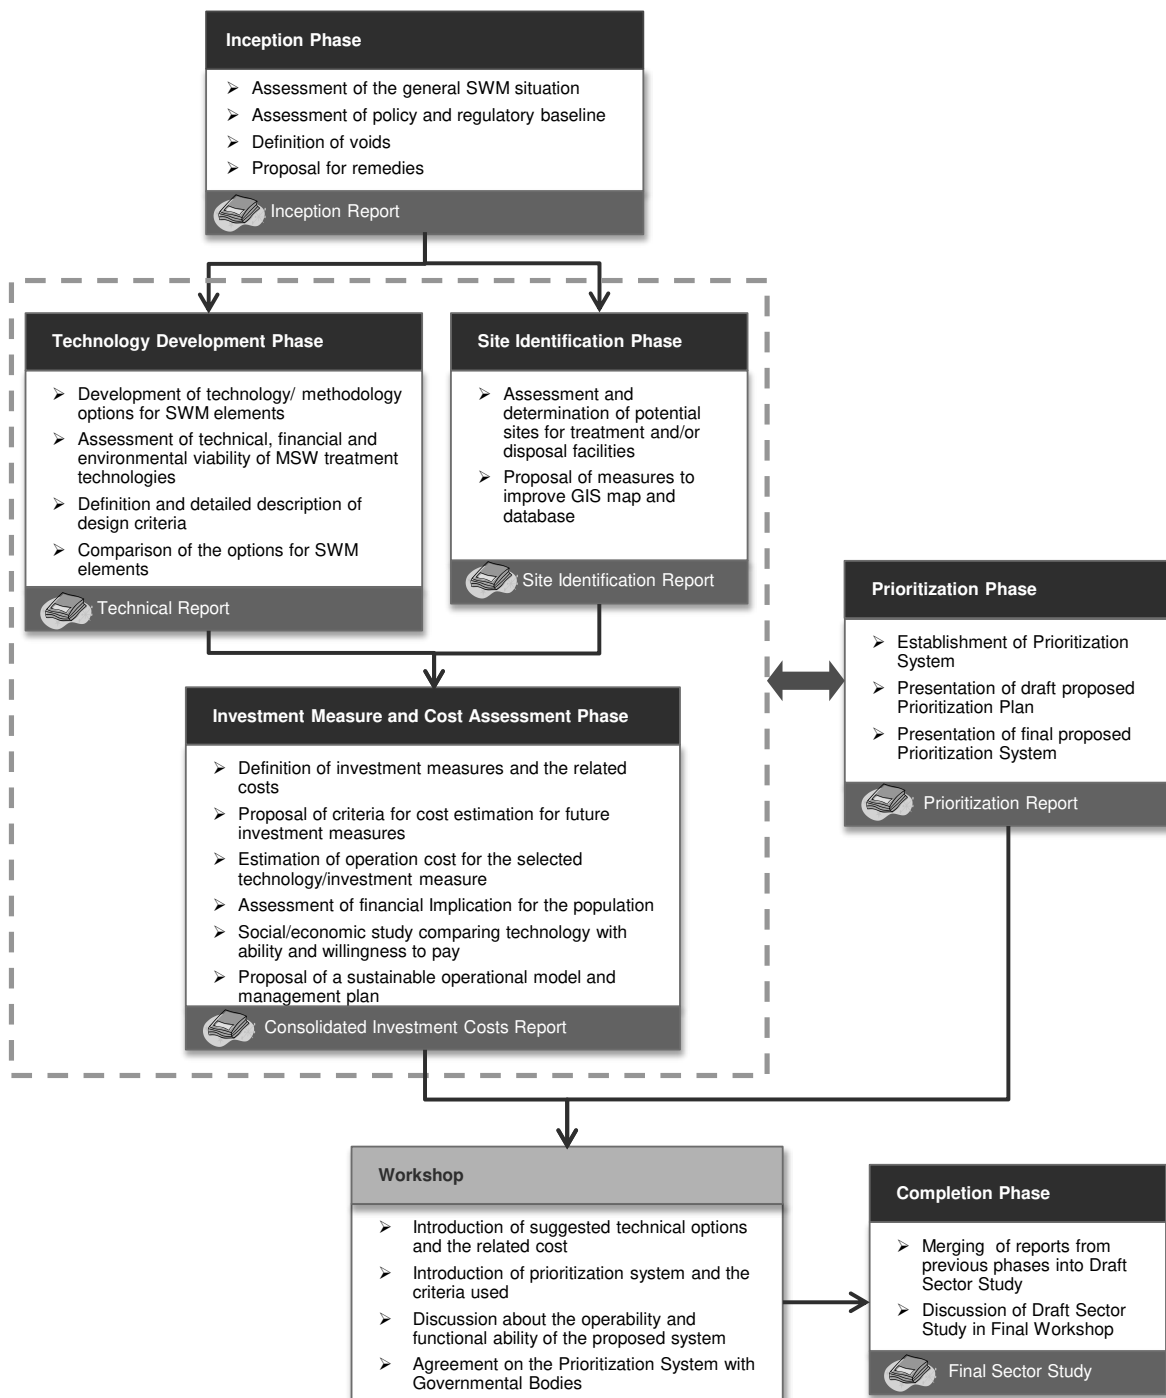 Inception Phase
Assessment of the general SWM situation
Assessment of policy and regulatory baseline
Definition of voids
Proposal for remedies
Inception Report
Technology Development Phase
Development of technology/ methodology
options for SWM elements
Assessment of technical, financial and
environmental viability of MSW treatment
technologies
Definition and detailed description of
design criteria
Comparison of the options for SWM
elements
Technical Report
Site Identification Phase
Assessment and
determination of potential
sites for treatment and/or
disposal facilities
Proposal of measures to
improve GIS map and
database
Site Identification Report
Prioritization Phase
Establishment of Prioritization
System
Presentation of draft proposed
Prioritization Plan
Presentation of final proposed
Prioritization System
Prioritization Report
Investment Measure and Cost Assessment Phase
Definition of investment measures and the related
costs
Proposal of criteria for cost estimation for future
investment measures
Estimation of operation cost for the selected
technology/investment measure
Assessment of financial Implication for the population
Social/economic study comparing technology with
ability and willingness to pay
Proposal of a sustainable operational model and
management plan
Consolidated Investment Costs Report
Workshop
Introduction of suggested technical options
and the related cost
Introduction of prioritization system and the
criteria used
Discussion about the operability and
functional ability of the proposed system
Agreement on the Prioritization System with
Governmental Bodies
Completion Phase
Merging of reports from
previous phases into Draft
Sector Study
Discussion of Draft Sector
Study in Final Workshop
Final Sector Study